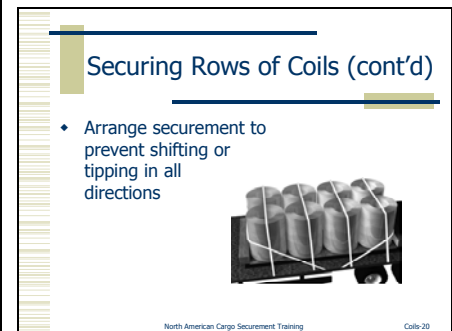 Securing Rows of Coils (cont’d)
Arrange securement to
prevent shifting or
tipping in all
directions
North American Cargo Securement Training
Coils-20